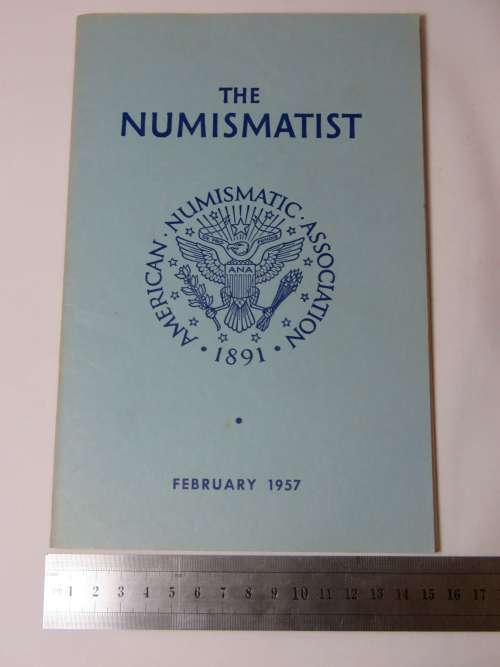 THE
NUMISMATIST
AMERICAN · NUMISMATIC · ASSOCIATION
ANA
· 1891 ·
FEBRUARY 1957
1 2 3 4 5 6 7 8 9 10 11 12 13 14 15 16 17